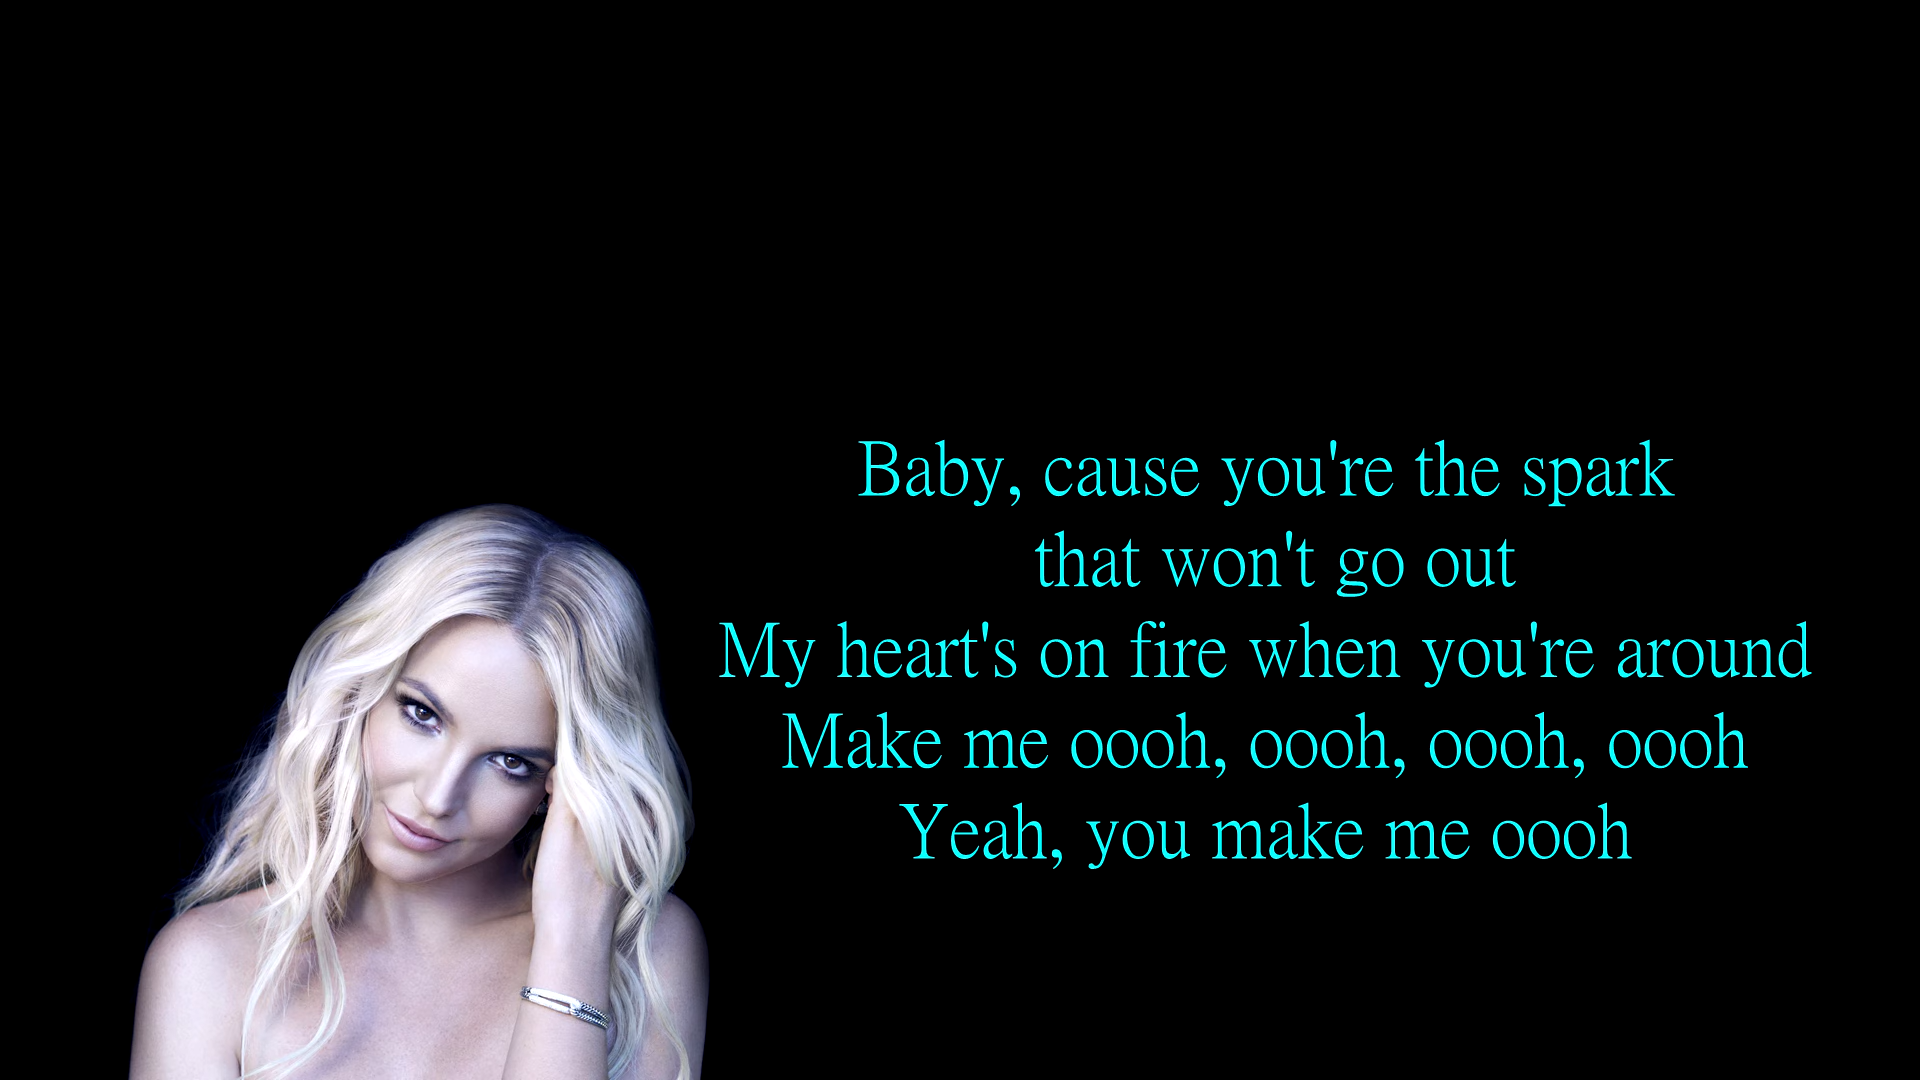 Baby, cause you're the spark
that won't go out
My heart's on fire when you're around
Make me oooh, oooh, oooh, oooh
Yeah, you make me oooh